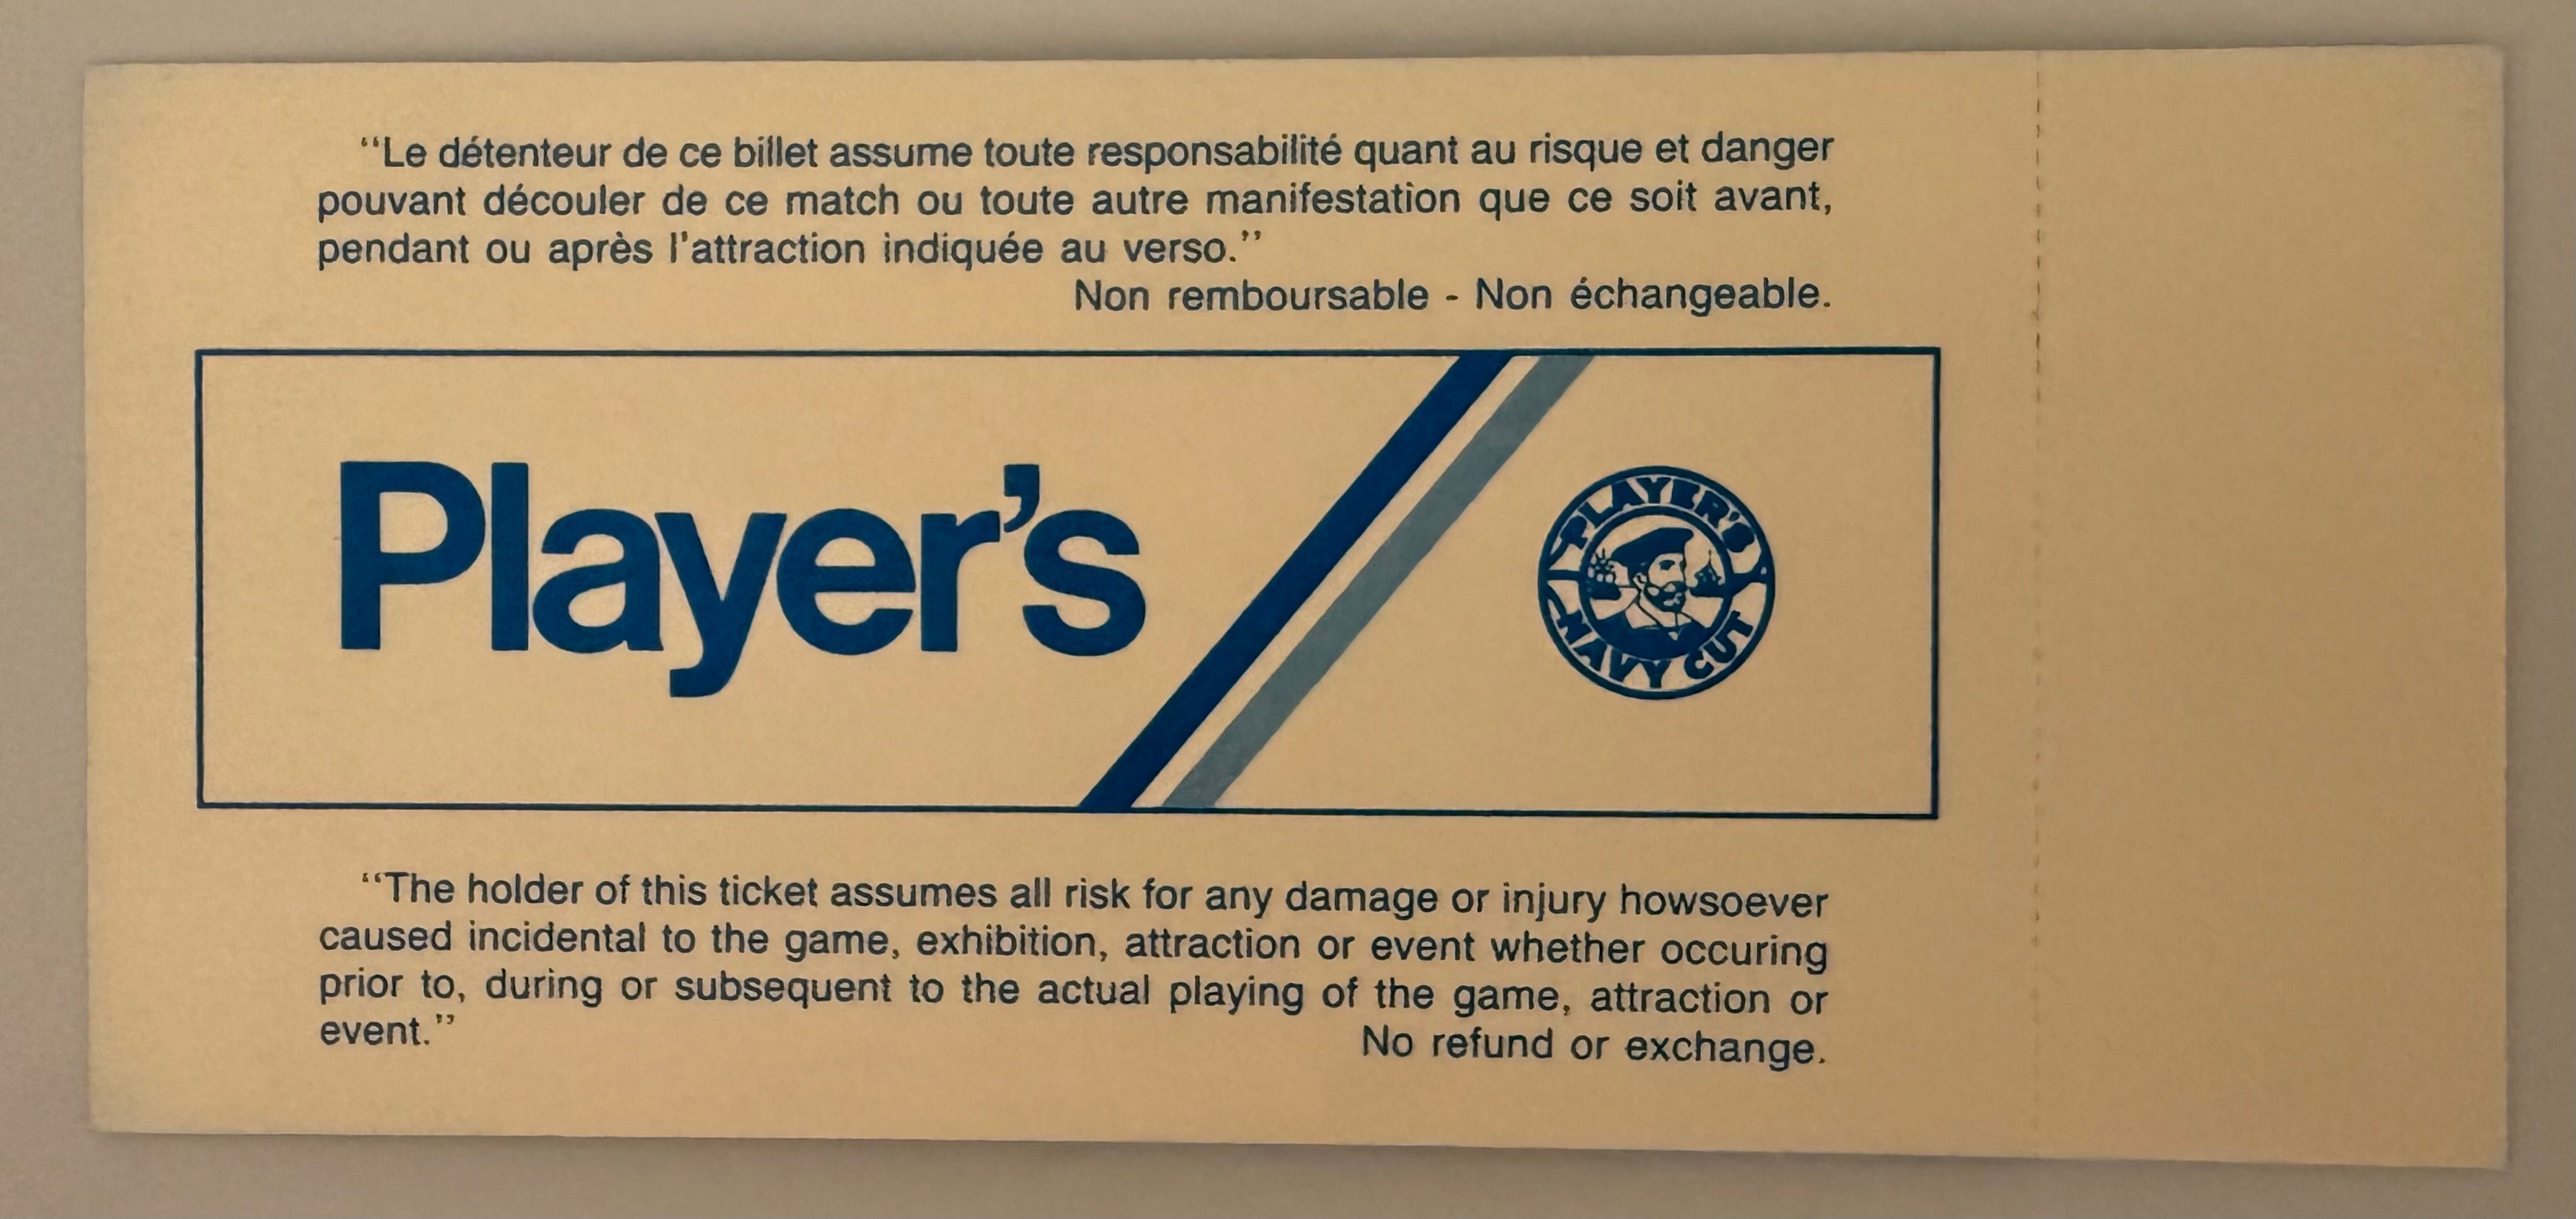 “Le détenteur de ce billet assume toute responsabilité quant au risque et danger
pouvant découler de ce match ou toute autre manifestation que ce soit avant,
pendant ou après l'attraction indiquée au verso.”
Non remboursable - Non échangeable.
Player’s
PLAYER'S
NAVY CUT
“The holder of this ticket assumes all risk for any damage or injury howsoever
caused incidental to the game, exhibition, attraction or event whether occuring
prior to, during or subsequent to the actual playing of the game, attraction or
event.” No refund or exchange.